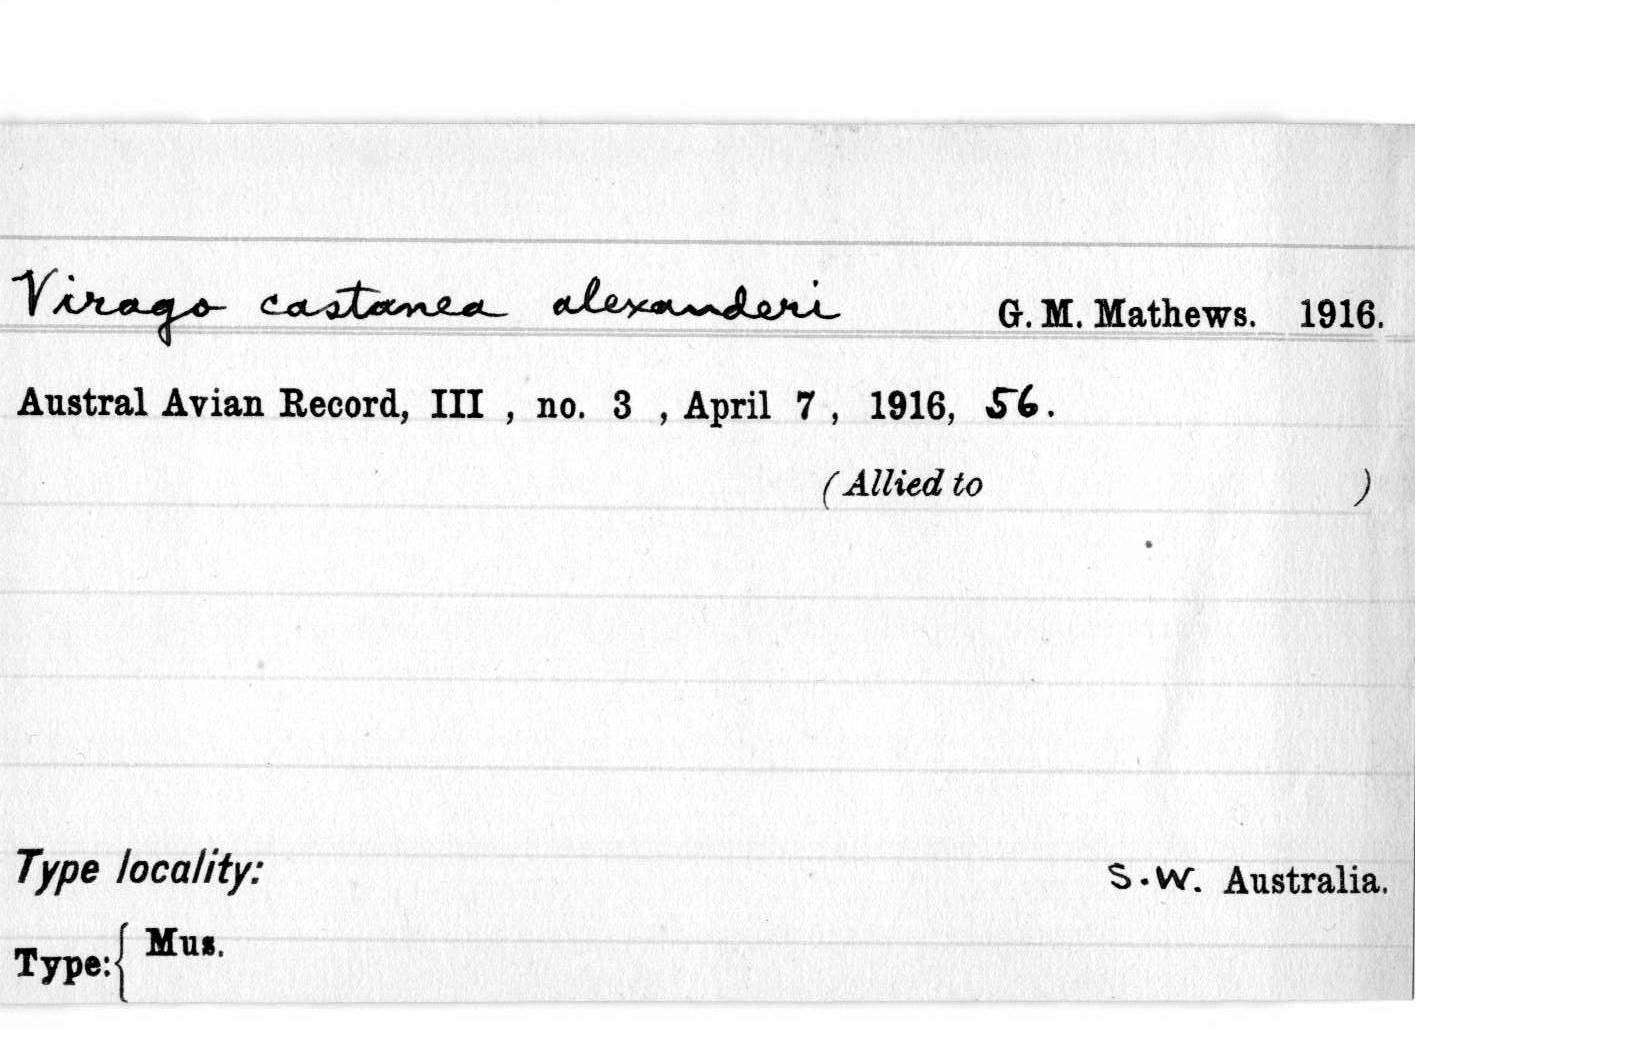 Virago castanea alexanderi G. M. Mathews. 1916.
Austral Avian Record, III , no. 3 , April 7 , 1916, 56.
(Allied to )
Type locality: S.W. Australia.
Type: { Mus.